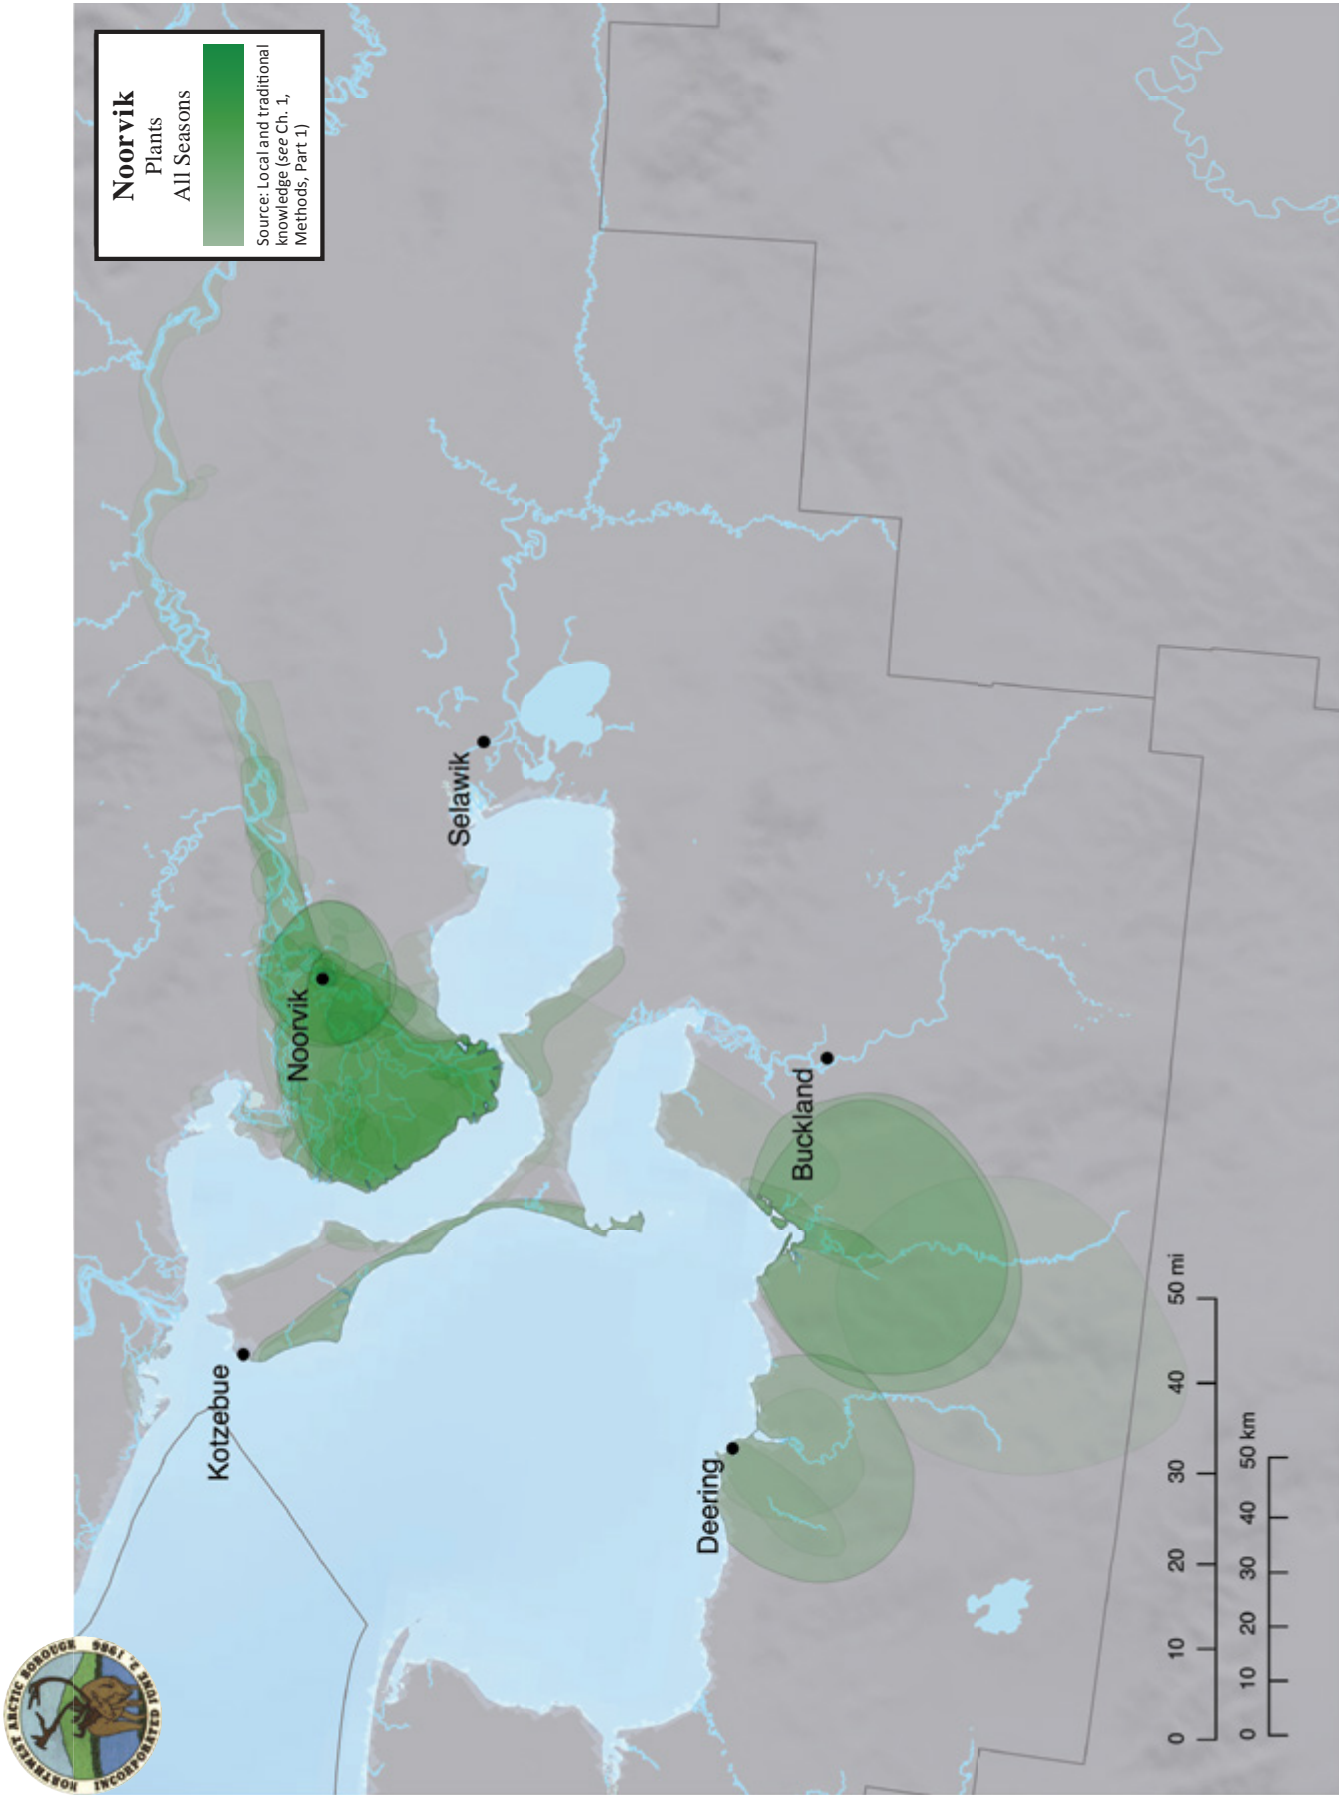 Noorvik
Plants
All Seasons
Source: Local and traditional
knowledge (see Ch. 1,
Methods, Part 1)
Noorvik
Selawik
Kotzebue
Buckland
Deering
0 10 20 30 40 50 mi
0 10 20 30 40 50 km
NORTHWEST ARCTIC BOROUGH
INCORPORATED JUNE 2, 1986